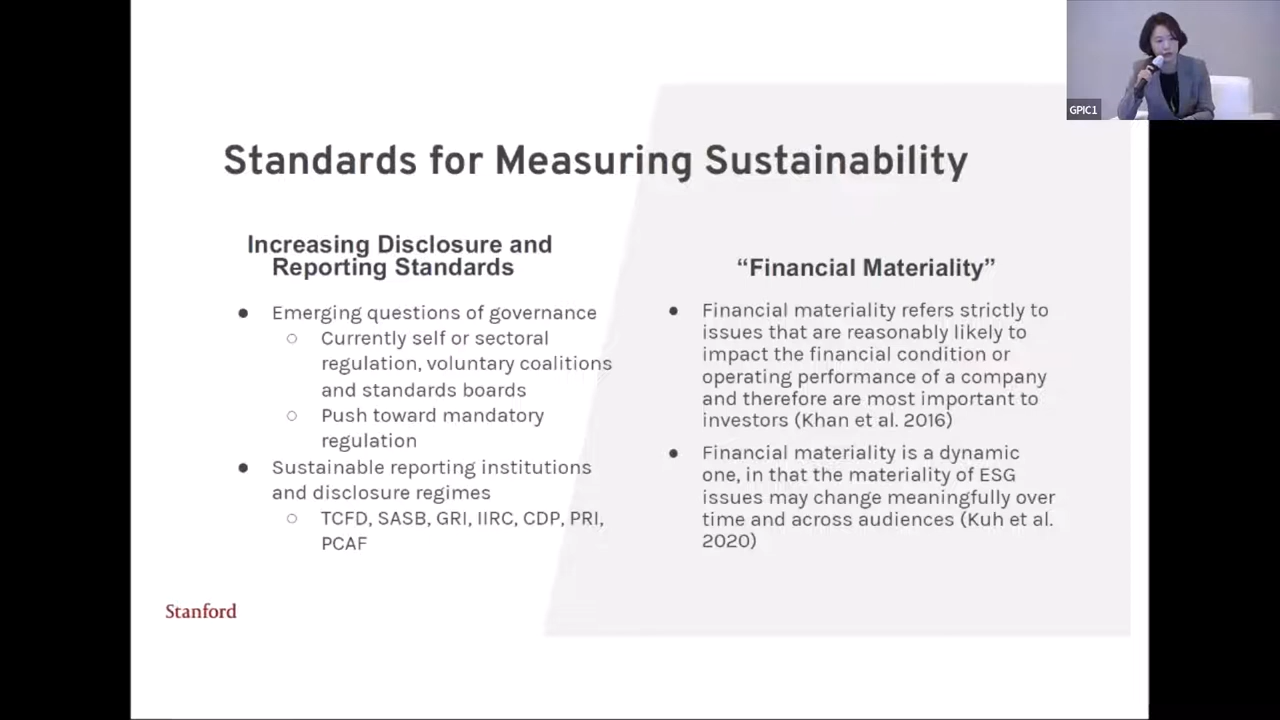 GPIC1
Standards for Measuring Sustainability
Increasing Disclosure and
Reporting Standards
● Emerging questions of governance
○ Currently self or sectoral
regulation, voluntary coalitions
and standards boards
○ Push toward mandatory
regulation
● Sustainable reporting institutions
and disclosure regimes
○ TCFD, SASB, GRI, IIRC, CDP, PRI,
PCAF
“Financial Materiality”
● Financial materiality refers strictly to
issues that are reasonably likely to
impact the financial condition or
operating performance of a company
and therefore are most important to
investors (Khan et al. 2016)
● Financial materiality is a dynamic
one, in that the materiality of ESG
issues may change meaningfully over
time and across audiences (Kuh et al.
2020)
Stanford